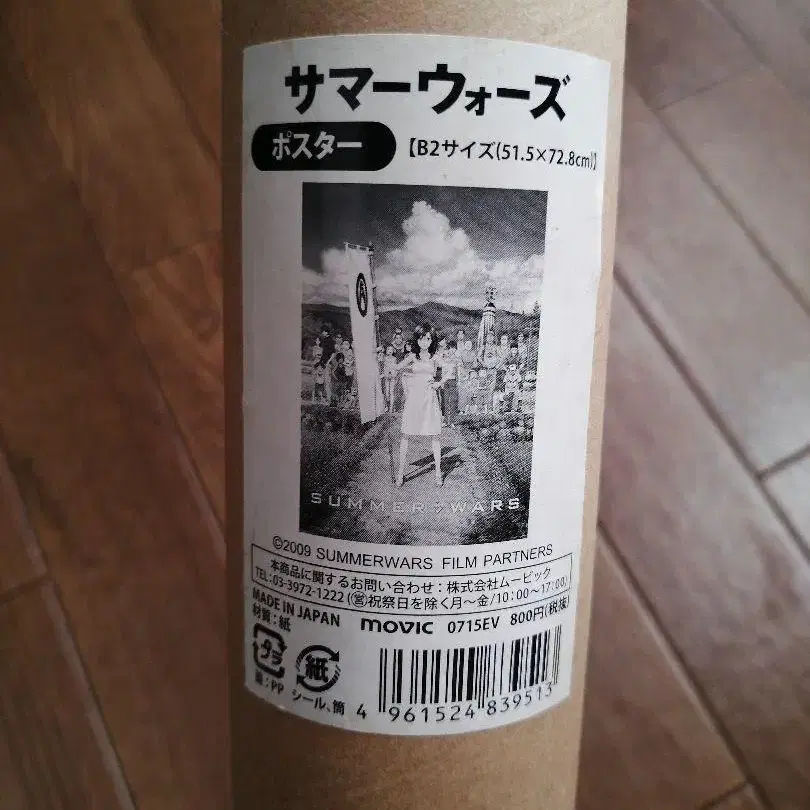 サマーウォーズ
ポスター 【B2サイズ(51.5×72.8cm)】
SUMMER WARS
©2009 SUMMERWARS FILM PARTNERS
本商品に関するお問い合わせ：株式会社ムービック
TEL:03-3972-1222 (営祝祭日を除く月～金/10:00～17:00)
MADE IN JAPAN movic 0715EV 800円(税抜)
材質：紙
プラ 紙
蓋：PP シール、筒
4 961524 839513